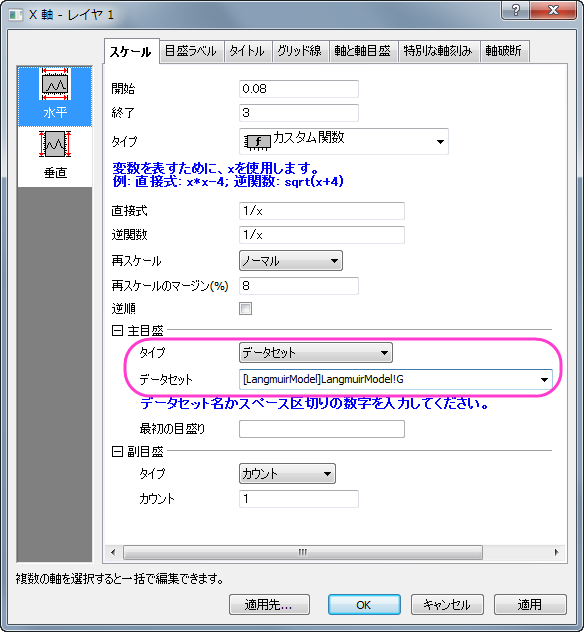 X 軸 - レイヤ 1
スケール 目盛ラベル タイトル グリッド線 軸と軸目盛 特別な軸刻み 軸破断
水平
垂直
開始 0.08
終了 3
タイプ カスタム関数
変数を表すために、xを使用します。
例: 直接式: x*x-4; 逆関数: sqrt(x+4)
直接式 1/x
逆関数 1/x
再スケール ノーマル
再スケールのマージン(%) 8
逆順
主目盛
タイプ データセット
データセット [LangmuirModel]LangmuirModel!G
データセット名かスペース区切りの数字を入力してください。
最初の目盛り
副目盛
タイプ カウント
カウント 1
複数の軸を選択すると一括で編集できます。
適用先... OK キャンセル 適用